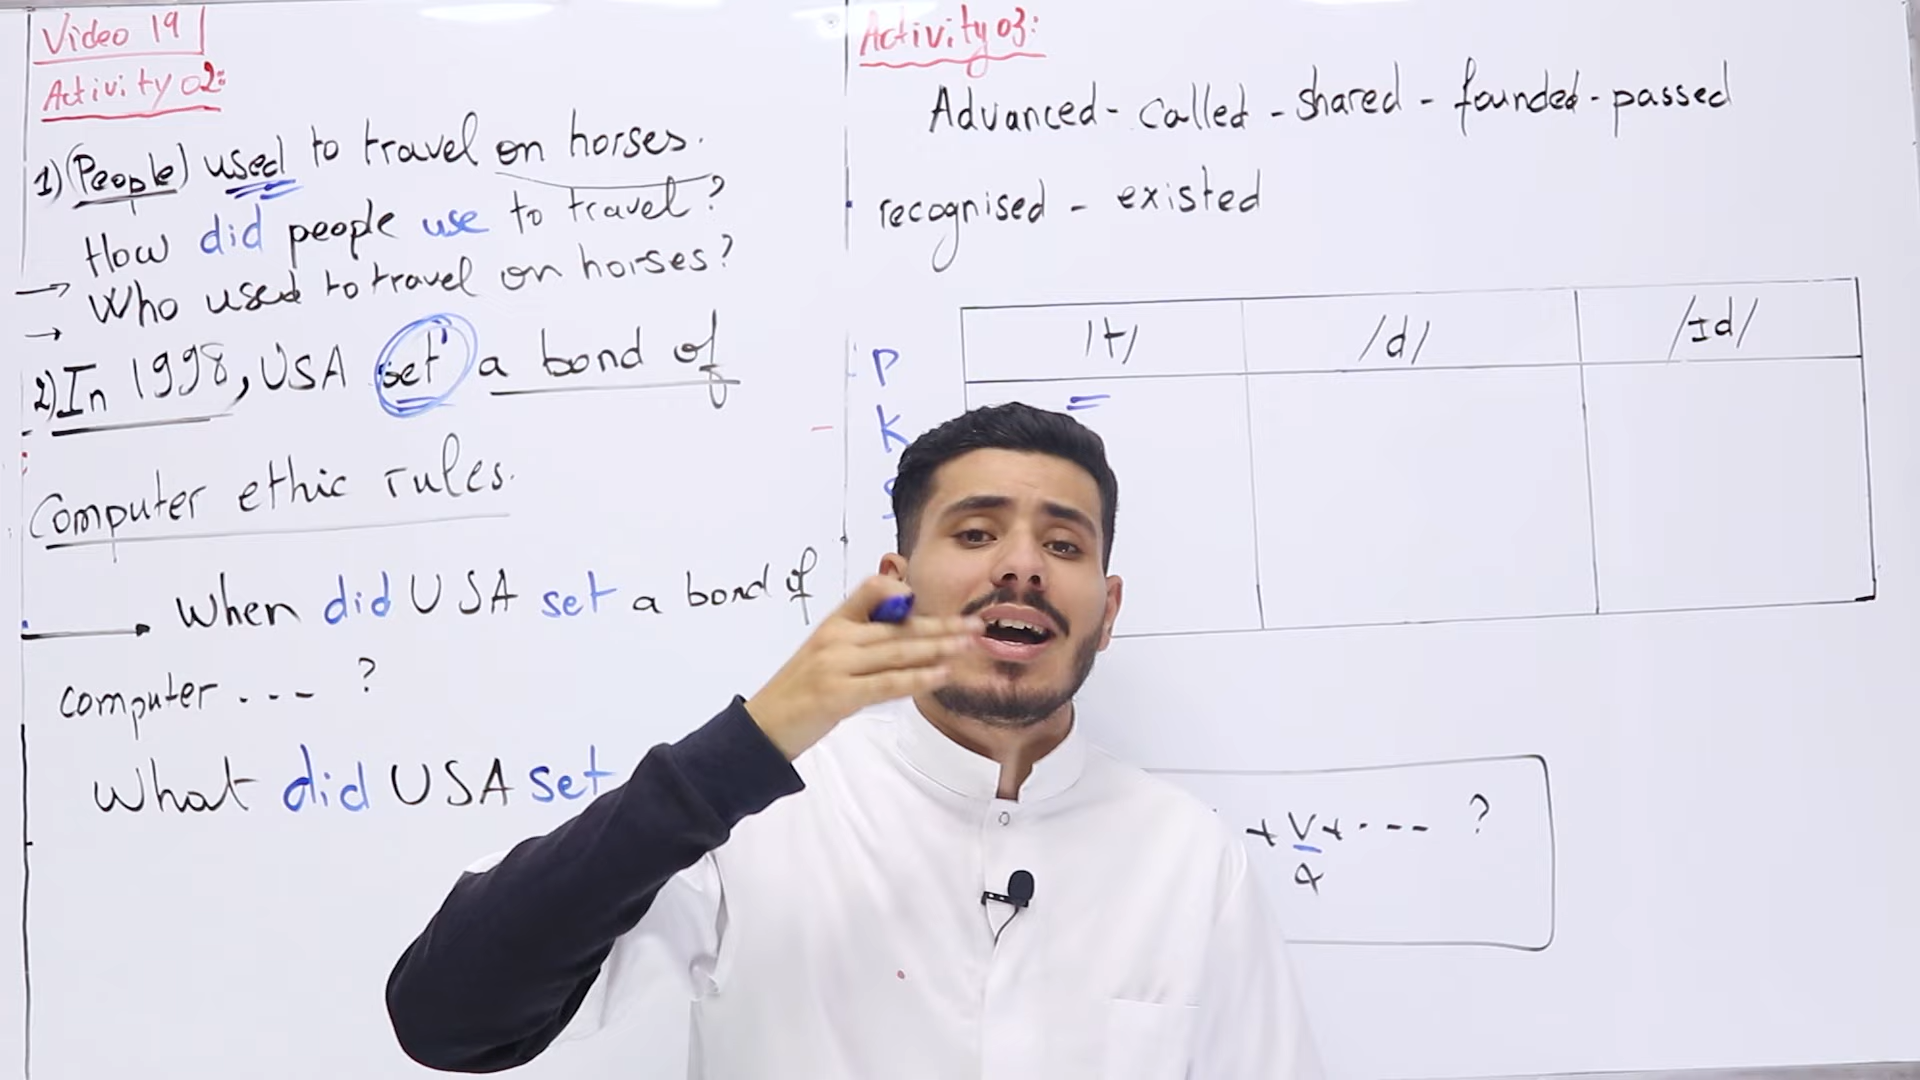 Video 19
Activity 02:
1) (People) used to travel on horses.
How did people use to travel?
→ Who used to travel on horses?
→
2) In 1998, USA set a bond of
Computer ethic rules.
When did USA set a bond of
computer --- ?
What did USA set
Activity 03:
Advanced - called - shared - founded - passed
recognised - existed
/t/ /d/ /ɪd/
P
K
S
+ V + --- ?